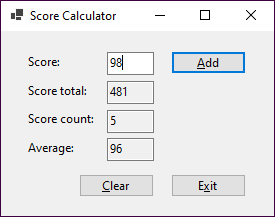 Score Calculator
Score: 98 Add
Score total: 481
Score count: 5
Average: 96
Clear Exit